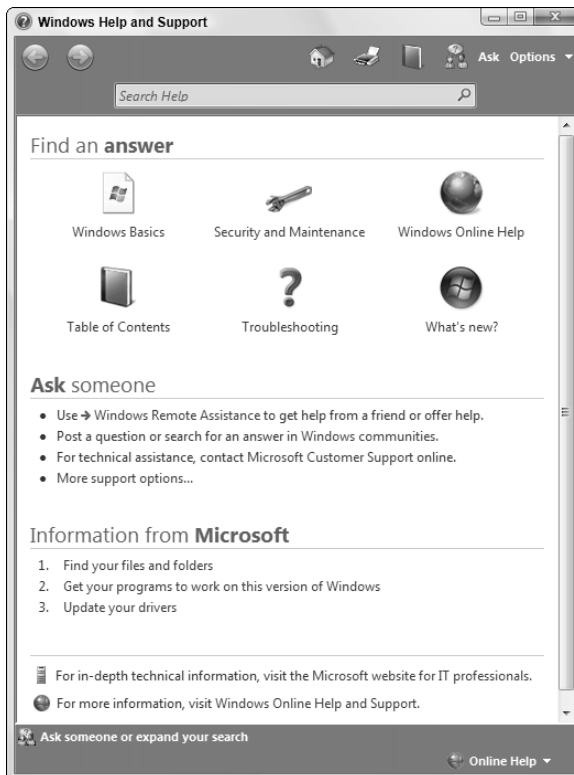 Windows Help and Support
Ask Options
Search Help
Find an answer
Windows Basics
Security and Maintenance
Windows Online Help
Table of Contents
Troubleshooting
What's new?
Ask someone
• Use → Windows Remote Assistance to get help from a friend or offer help.
• Post a question or search for an answer in Windows communities.
• For technical assistance, contact Microsoft Customer Support online.
• More support options...
Information from Microsoft
1. Find your files and folders
2. Get your programs to work on this version of Windows
3. Update your drivers
For in-depth technical information, visit the Microsoft website for IT professionals.
For more information, visit Windows Online Help and Support.
Ask someone or expand your search
Online Help